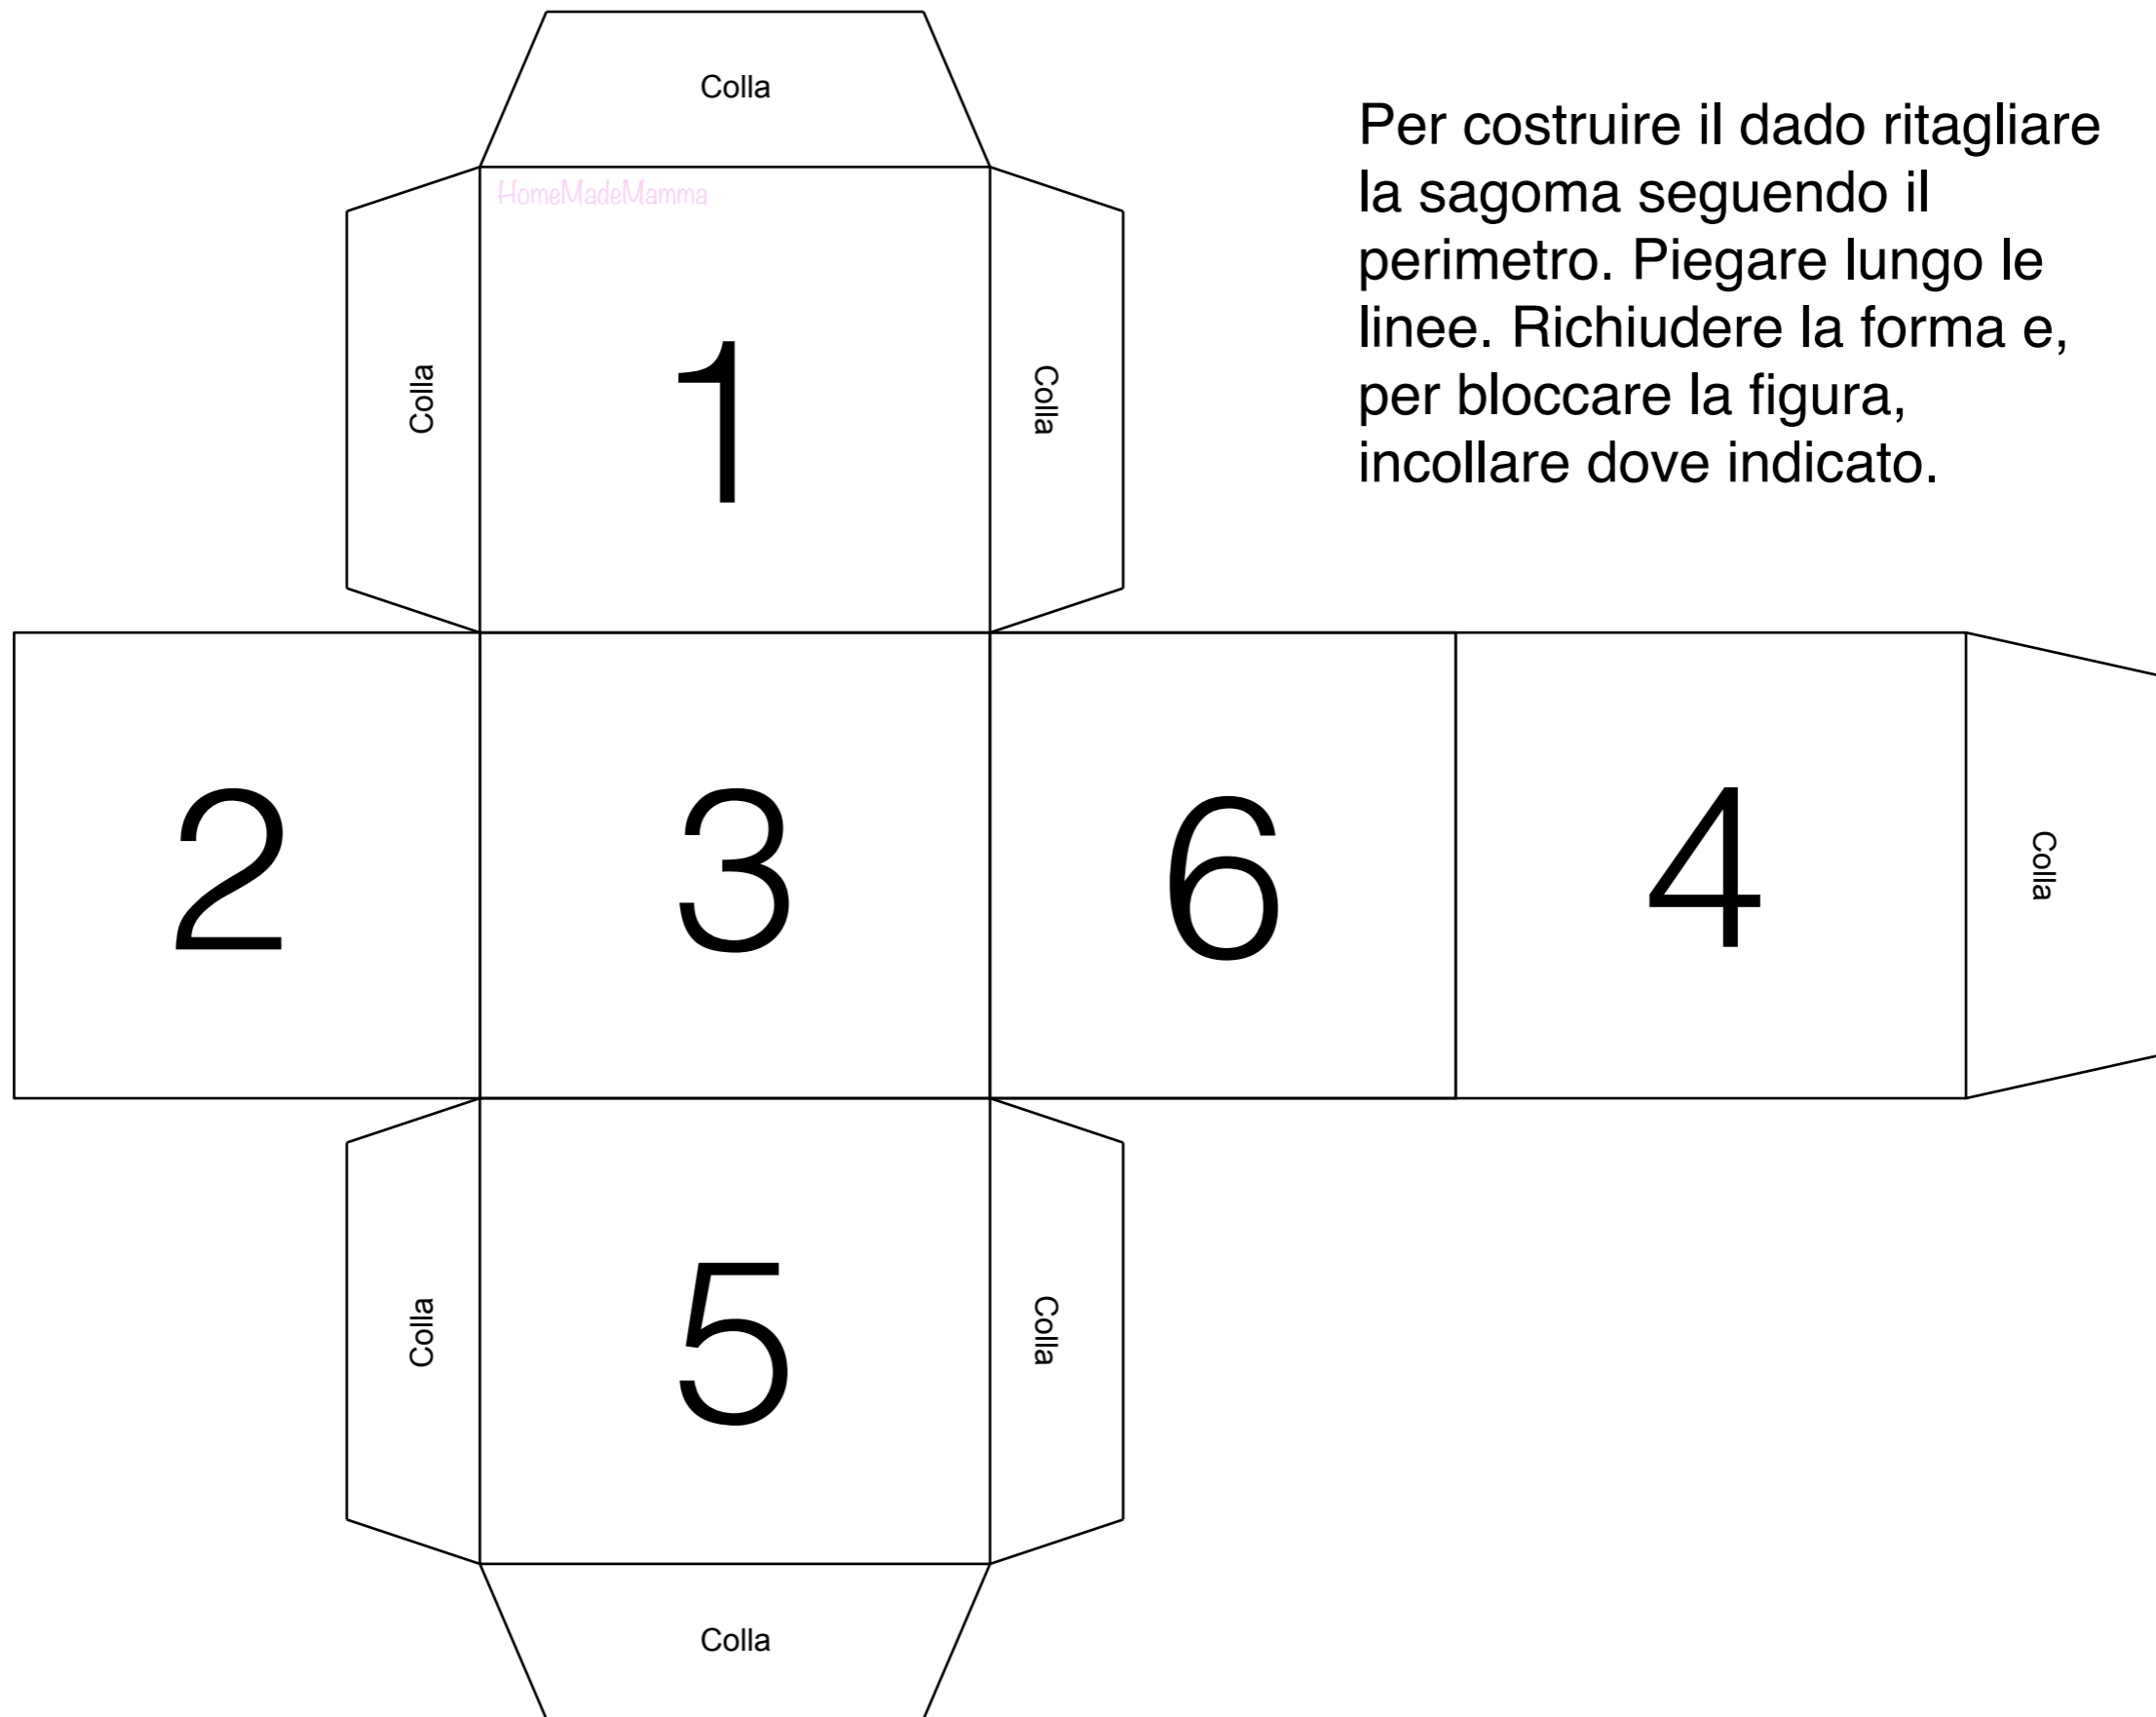 Colla
Per costruire il dado ritagliare
la sagoma seguendo il
perimetro. Piegare lungo le
linee. Richiudere la forma e,
per bloccare la figura,
incollare dove indicato.
HomeMadeMamma
Colla
1
Colla
2
3
6
4
Colla
Colla
5
Colla
Colla